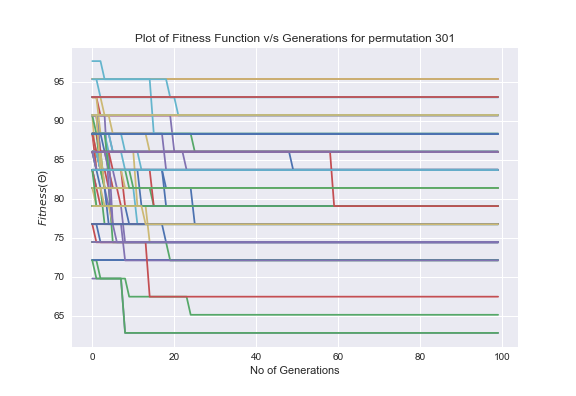 Plot of Fitness Function v/s Generations for permutation 301
Fitness(Θ)
95
90
85
80
75
70
65
0 20 40 60 80 100
No of Generations